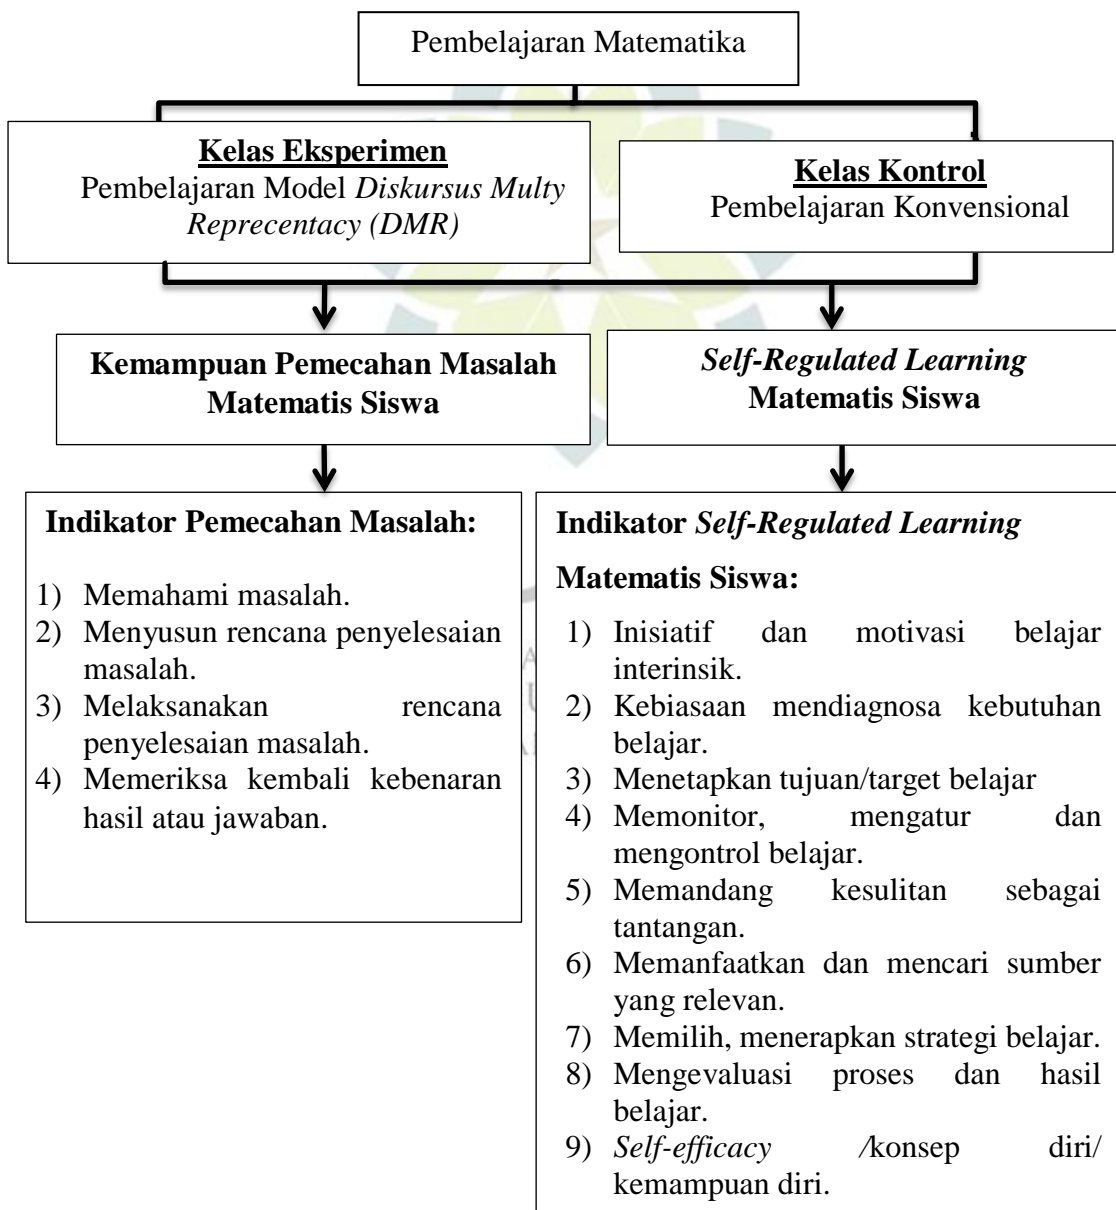 Pembelajaran Matematika
Kelas Eksperimen
Pembelajaran Model Diskursus Multy
Reprecentacy (DMR)
Kelas Kontrol
Pembelajaran Konvensional
Kemampuan Pemecahan Masalah
Matematis Siswa
Self-Regulated Learning
Matematis Siswa
Indikator Pemecahan Masalah:
1) Memahami masalah.
2) Menyusun rencana penyelesaian
masalah.
3) Melaksanakan rencana
penyelesaian masalah.
4) Memeriksa kembali kebenaran
hasil atau jawaban.
Indikator Self-Regulated Learning
Matematis Siswa:
1) Inisiatif dan motivasi belajar
interinsik.
2) Kebiasaan mendiagnosa kebutuhan
belajar.
3) Menetapkan tujuan/target belajar
4) Memonitor, mengatur dan
mengontrol belajar.
5) Memandang kesulitan sebagai
tantangan.
6) Memanfaatkan dan mencari sumber
yang relevan.
7) Memilih, menerapkan strategi belajar.
8) Mengevaluasi proses dan hasil
belajar.
9) Self-efficacy /konsep diri/
kemampuan diri.